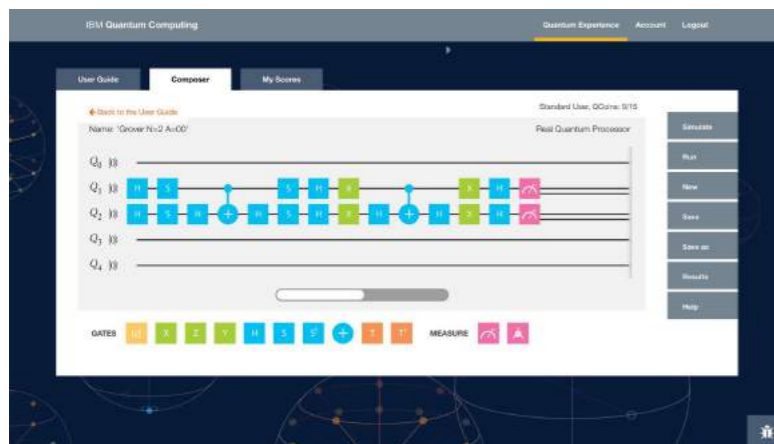 IBM Quantum Computing
Quantum Experience Account Logout
User Guide Composer My Scores
Back to the User Guide
Standard User, QCoins: 9/15
Name: 'Grover N=2 A=00'
Real Quantum Processor
Simulate
Run
New
Save
Save as
Results
Help
Q0
Q1 H S S H X X H
Q2 H S H + H S H X H + H X H
Q3
Q4
GATES Id X Z Y H S S† + T T† MEASURE